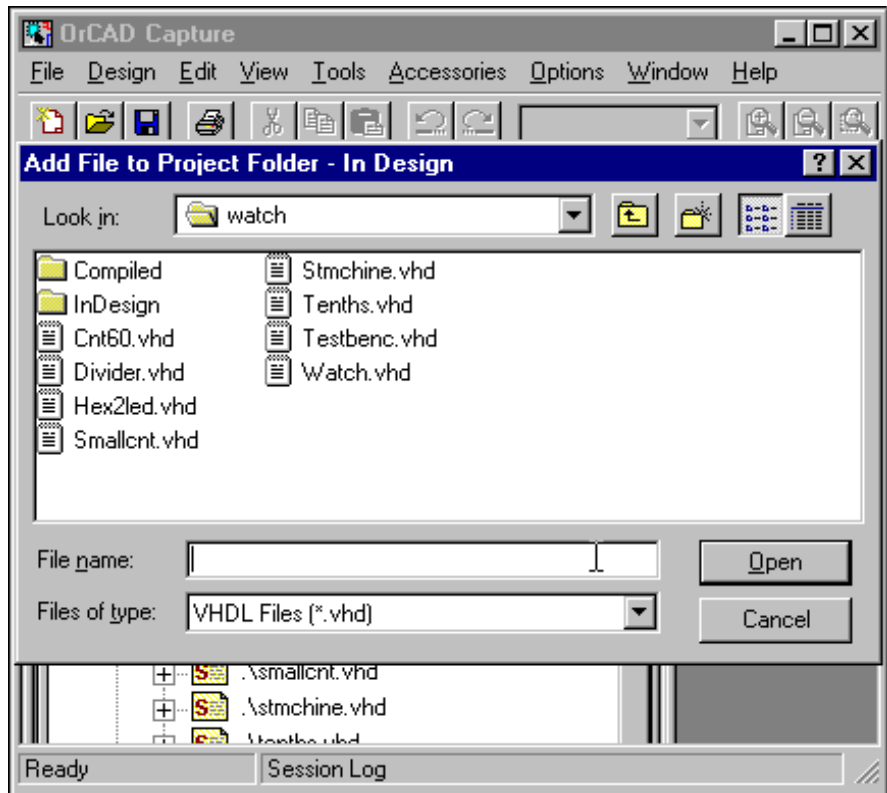 OrCAD Capture
File Design Edit View Tools Accessories Options Window Help
Add File to Project Folder - In Design
Look in: watch
Compiled Stmchine.vhd
InDesign Tenths.vhd
Cnt60.vhd Testbenc.vhd
Divider.vhd Watch.vhd
Hex2led.vhd
Smallcnt.vhd
File name: Open
Files of type: VHDL Files (*.vhd) Cancel
.\smallcnt.vhd
.\stmchine.vhd
.\tenths.vhd
Ready Session Log